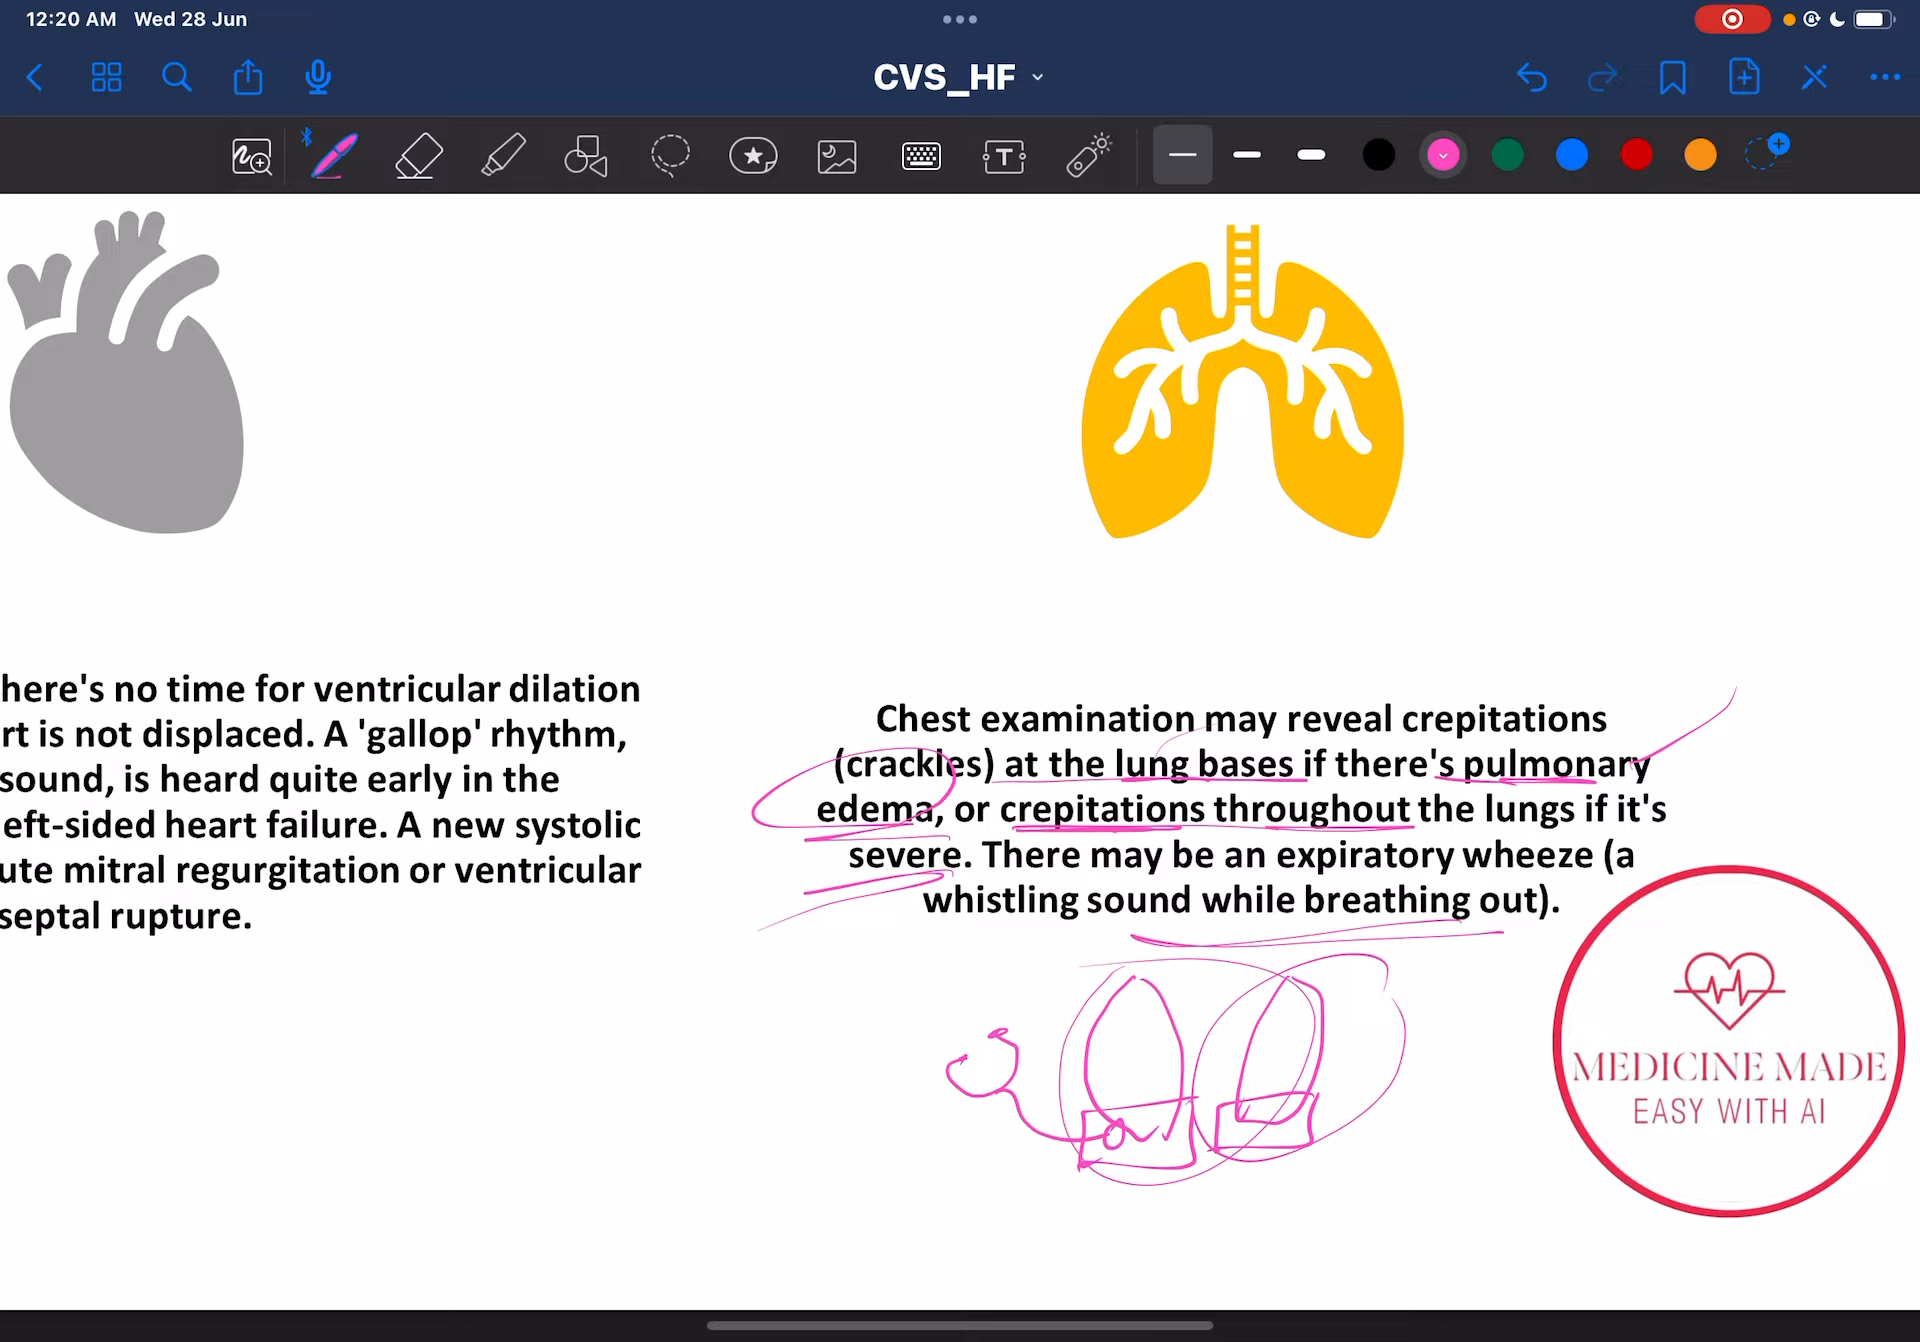 12:20 AM Wed 28 Jun
CVS_HF
T
here's no time for ventricular dilation
rt is not displaced. A 'gallop' rhythm,
sound, is heard quite early in the
eft-sided heart failure. A new systolic
ute mitral regurgitation or ventricular
septal rupture.
Chest examination may reveal crepitations
(crackles) at the lung bases if there's pulmonary
edema, or crepitations throughout the lungs if it's
severe. There may be an expiratory wheeze (a
whistling sound while breathing out).
MEDICINE MADE
EASY WITH AI